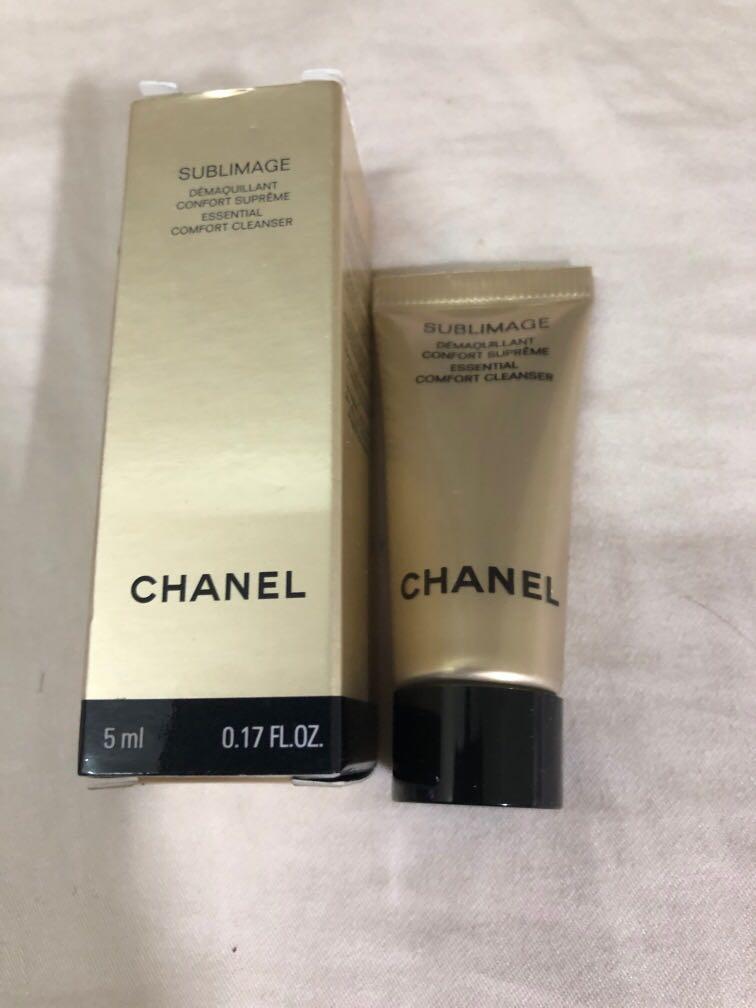 SUBLIMAGE
DÉMAQUILLANT
CONFORT SUPRÊME
ESSENTIAL
COMFORT CLEANSER
CHANEL
5 ml 0.17 FL.OZ.
SUBLIMAGE
DÉMAQUILLANT
CONFORT SUPRÊME
ESSENTIAL
COMFORT CLEANSER
CHANEL